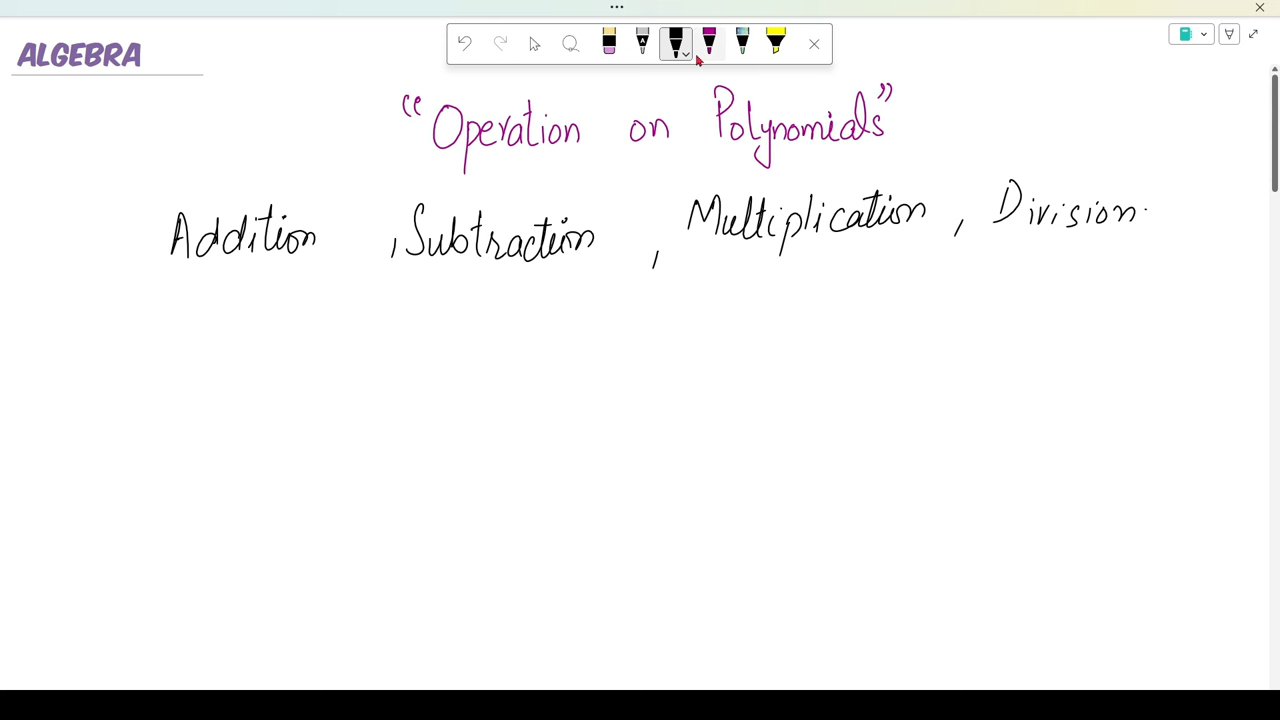 ALGEBRA
“Operation on Polynomials”
Addition , Subtraction , Multiplication , Division.